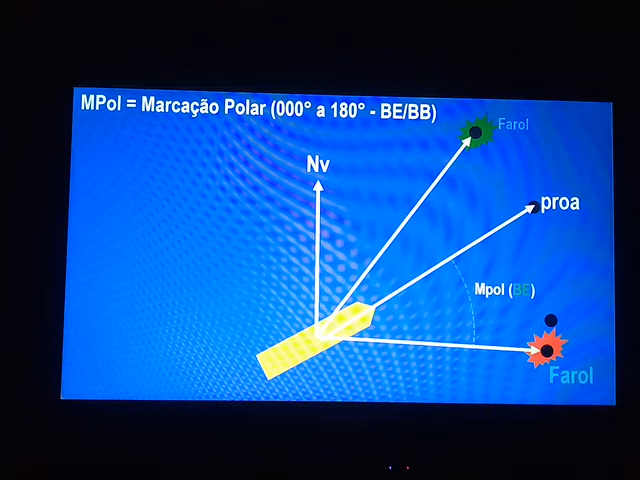 MPol = Marcação Polar (000° a 180° - BE/BB)
Farol
Nv
proa
Mpol (BE)
Farol